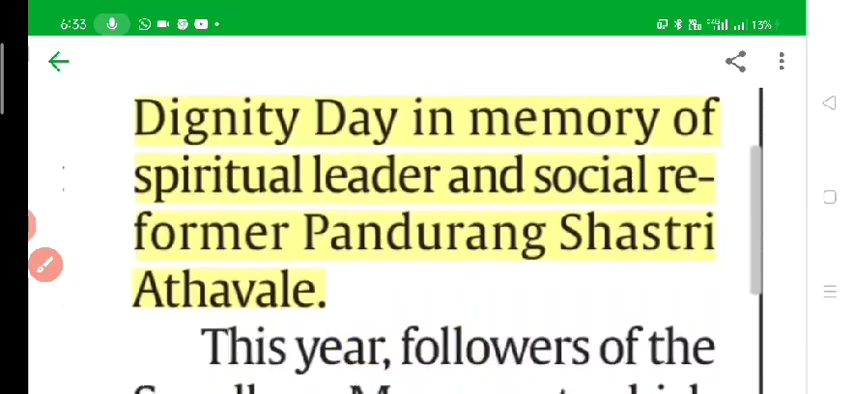 6:33
13%
Dignity Day in memory of
spiritual leader and social re-
former Pandurang Shastri
Athavale.
This year, followers of the